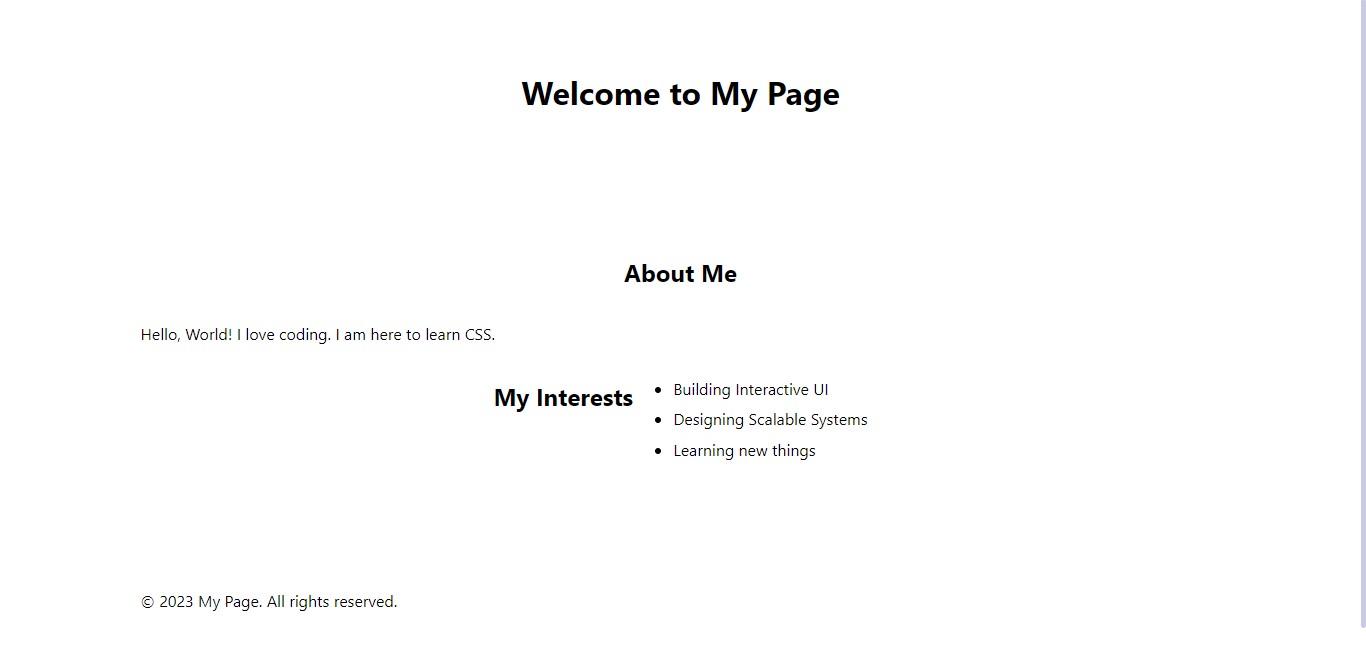 Welcome to My Page
About Me
Hello, World! I love coding. I am here to learn CSS.
My Interests
Building Interactive UI
Designing Scalable Systems
Learning new things
© 2023 My Page. All rights reserved.